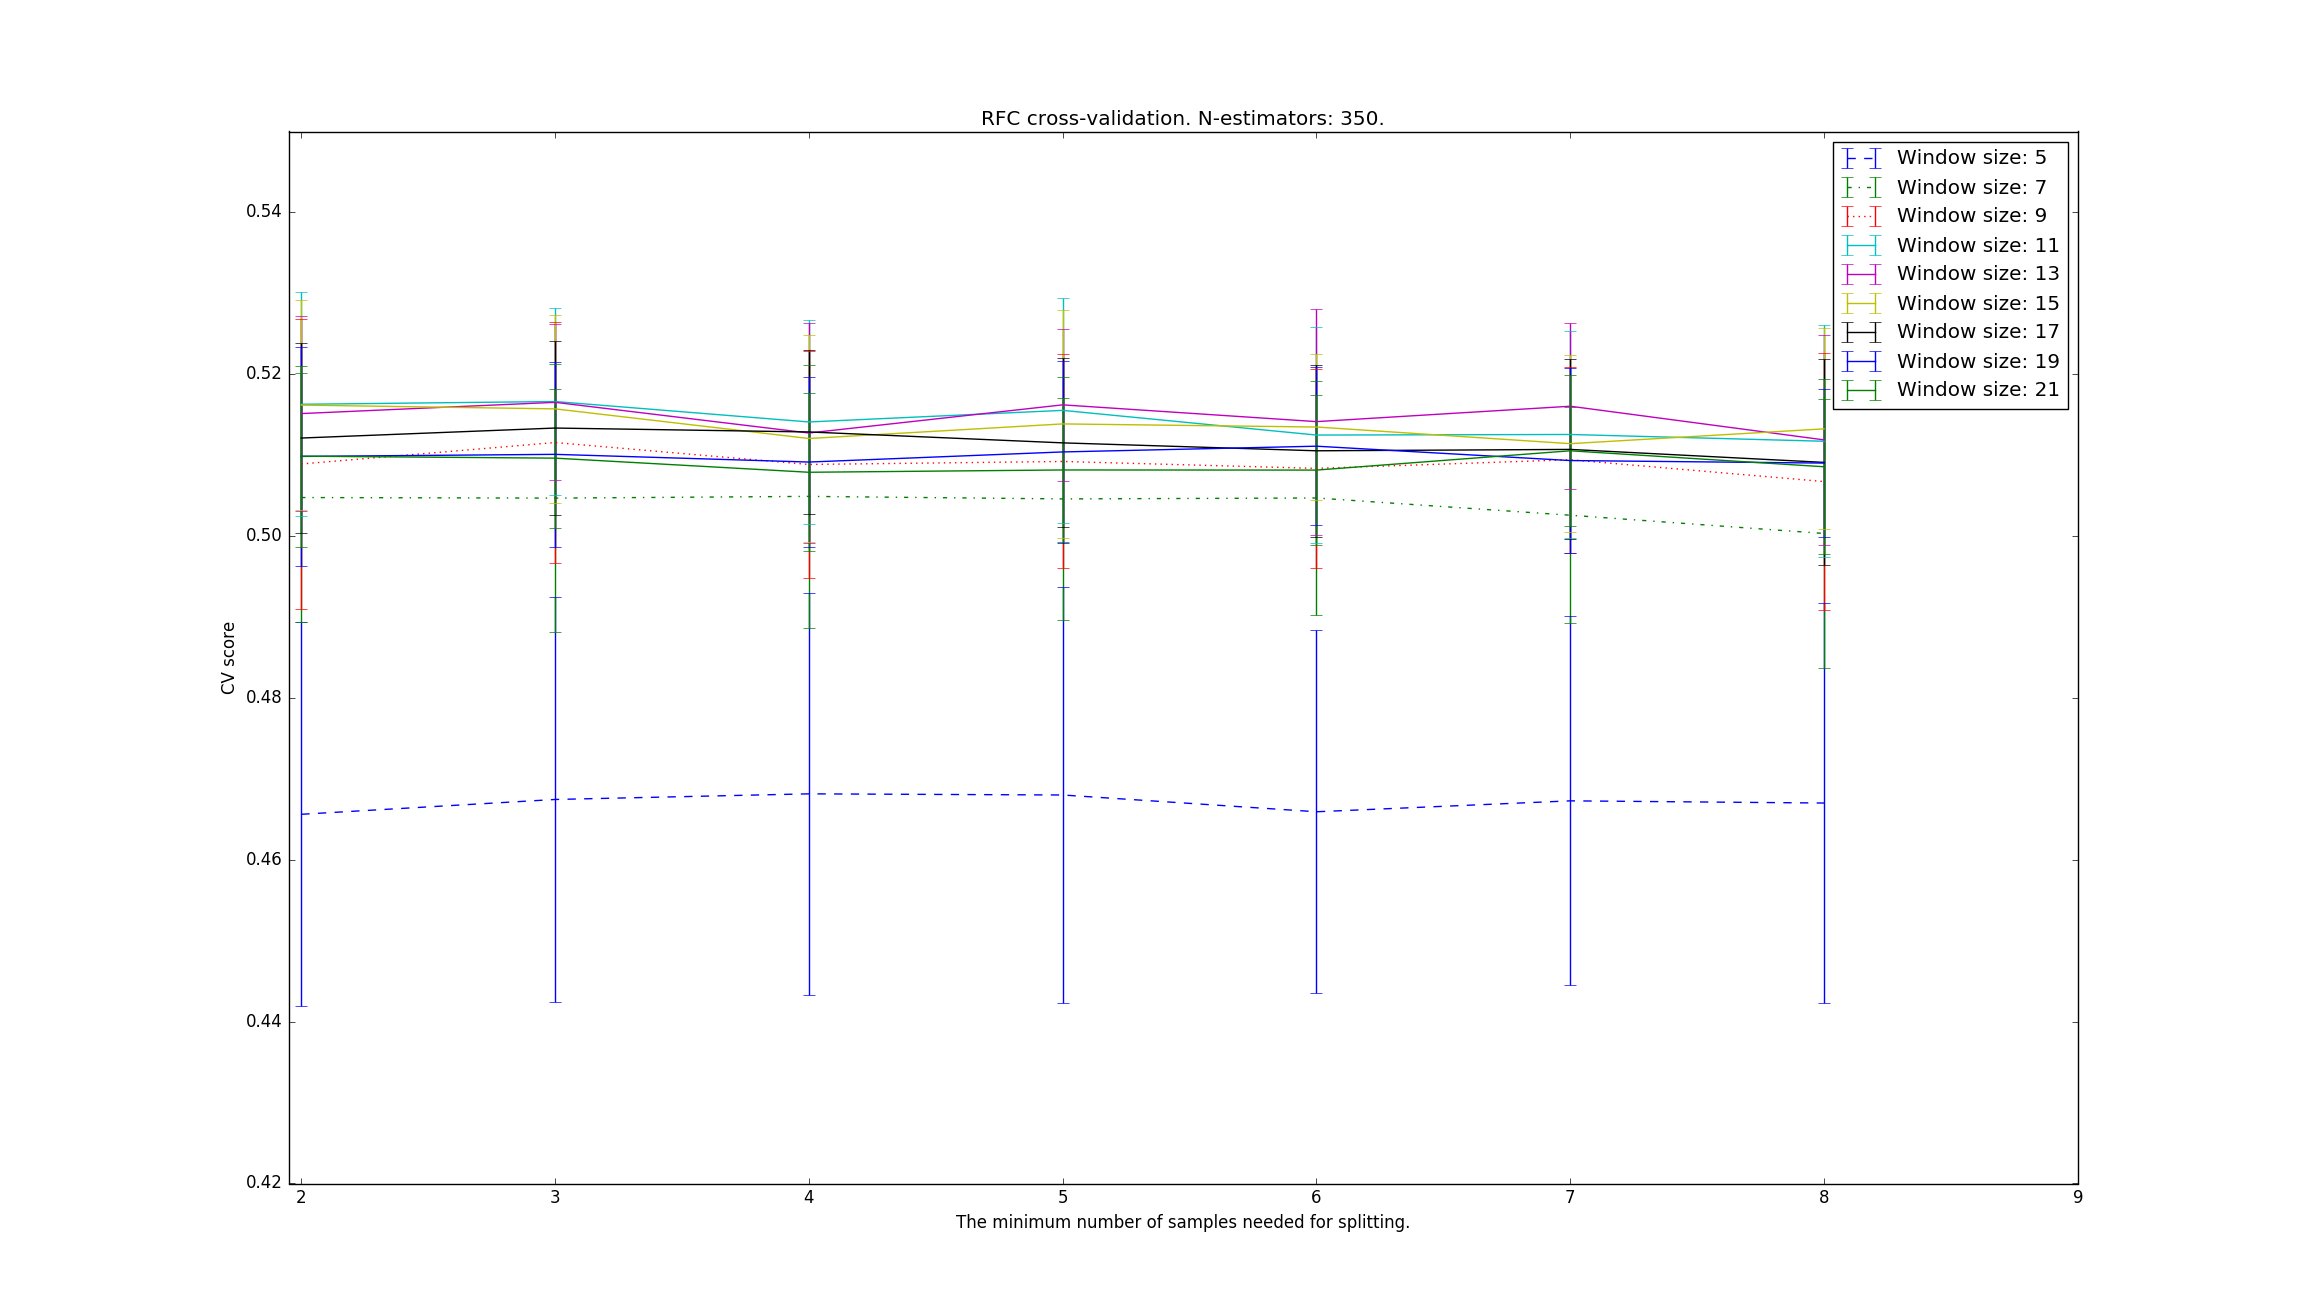 RFC cross-validation. N-estimators: 350.
Window size: 5
Window size: 7
Window size: 9
Window size: 11
Window size: 13
Window size: 15
Window size: 17
Window size: 19
Window size: 21
0.54
0.52
0.50
0.48
0.46
0.44
0.42
CV score
2 3 4 5 6 7 8 9
The minimum number of samples needed for splitting.